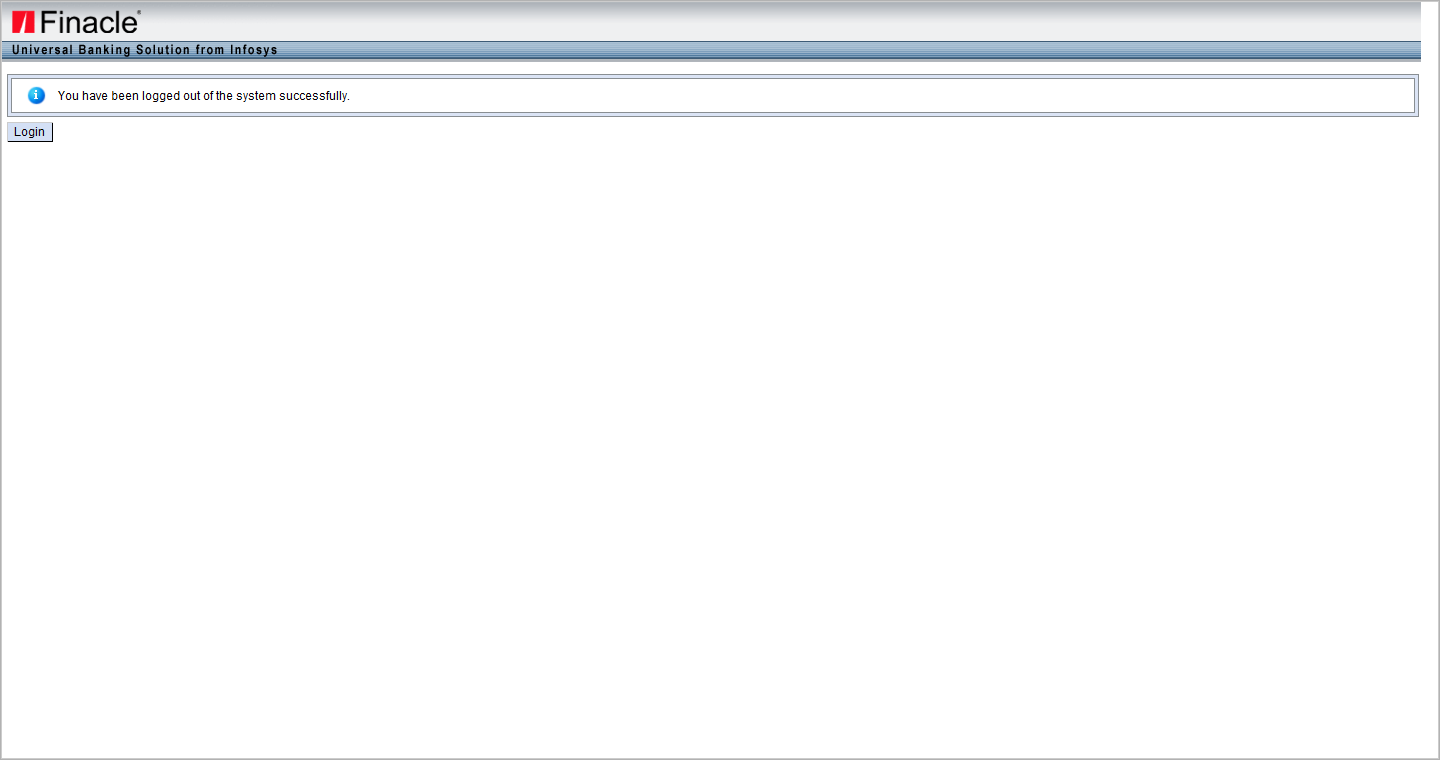 Finacle®
Universal Banking Solution from Infosys
You have been logged out of the system successfully.
Login